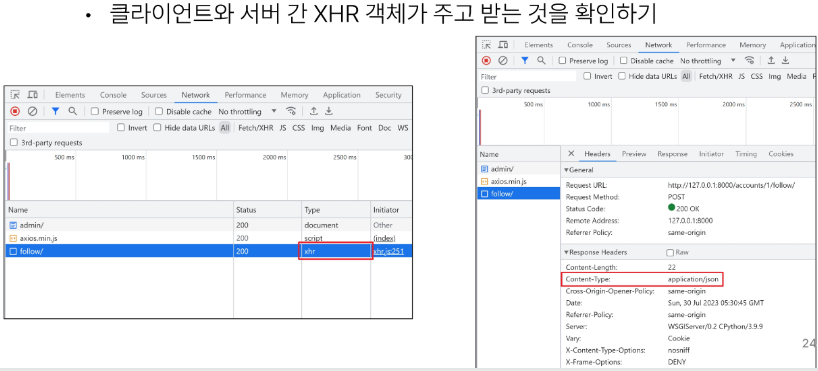 • 클라이언트와 서버 간 XHR 객체가 주고 받는 것을 확인하기
Elements Console Sources Network Performance Memory Application Security
Preserve log Disable cache No throttling
Filter Invert Hide data URLs All Fetch/XHR JS CSS Img Media Font Doc WS
3rd-party requests
500 ms 1000 ms 1500 ms 2000 ms 2500 ms 300
Name Status Type Initiator
admin/ 200 document Other
axios.min.js 200 script (index)
follow/ 200 xhr xhr.js:251
Elements Console Sources Network Performance Memory Application
Preserve log Disable cache No throttling
Filter Invert Hide data URLs All Fetch/XHR JS CSS Img Media F
3rd-party requests
500 ms 1000 ms 1500 ms 2000 ms 2500 ms
Name
admin/
axios.min.js
follow/
× Headers Preview Response Initiator Timing Cookies
▼General
Request URL: http://127.0.0.1:8000/accounts/1/follow/
Request Method: POST
Status Code: 200 OK
Remote Address: 127.0.0.1:8000
Referrer Policy: same-origin
▼Response Headers Raw
Content-Length: 22
Content-Type: application/json
Cross-Origin-Opener-Policy: same-origin
Date: Sun, 30 Jul 2023 05:30:45 GMT
Referrer-Policy: same-origin
Server: WSGIServer/0.2 CPython/3.9.9
Vary: Cookie
X-Content-Type-Options: nosniff
X-Frame-Options: DENY
24